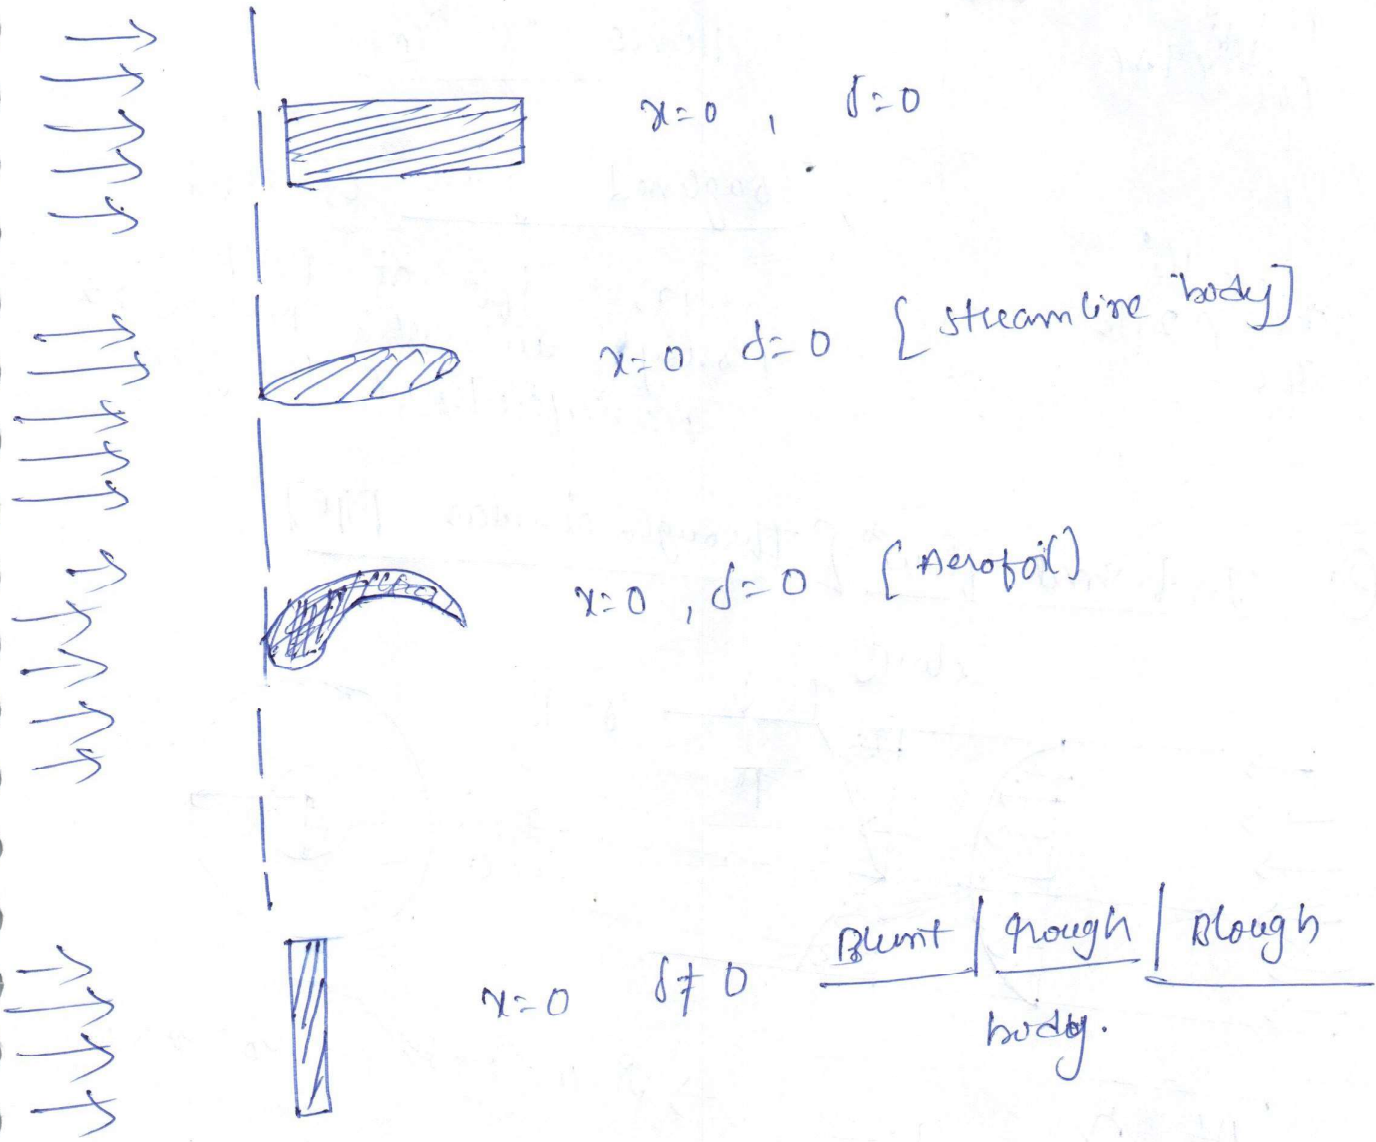 x=0 , δ=0
x=0 δ=0 [streamline body]
x=0 , δ=0 [Aerofoil]
x=0 δ≠0 Blunt | rough | Blough
body.